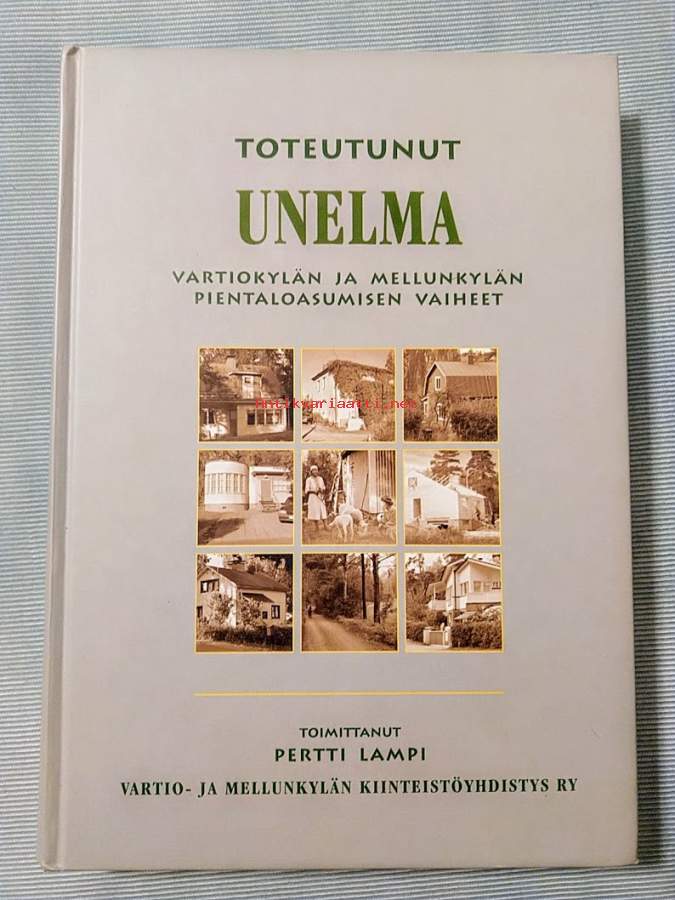 TOTEUTUNUT
UNELMA
VARTIOKYLÄN JA MELLUNKYLÄN
PIENTALOASUMISEN VAIHEET
Antikvariaatti.net
TOIMITTANUT
PERTTI LAMPI
VARTIO- JA MELLUNKYLÄN KIINTEISTÖYHDISTYS RY